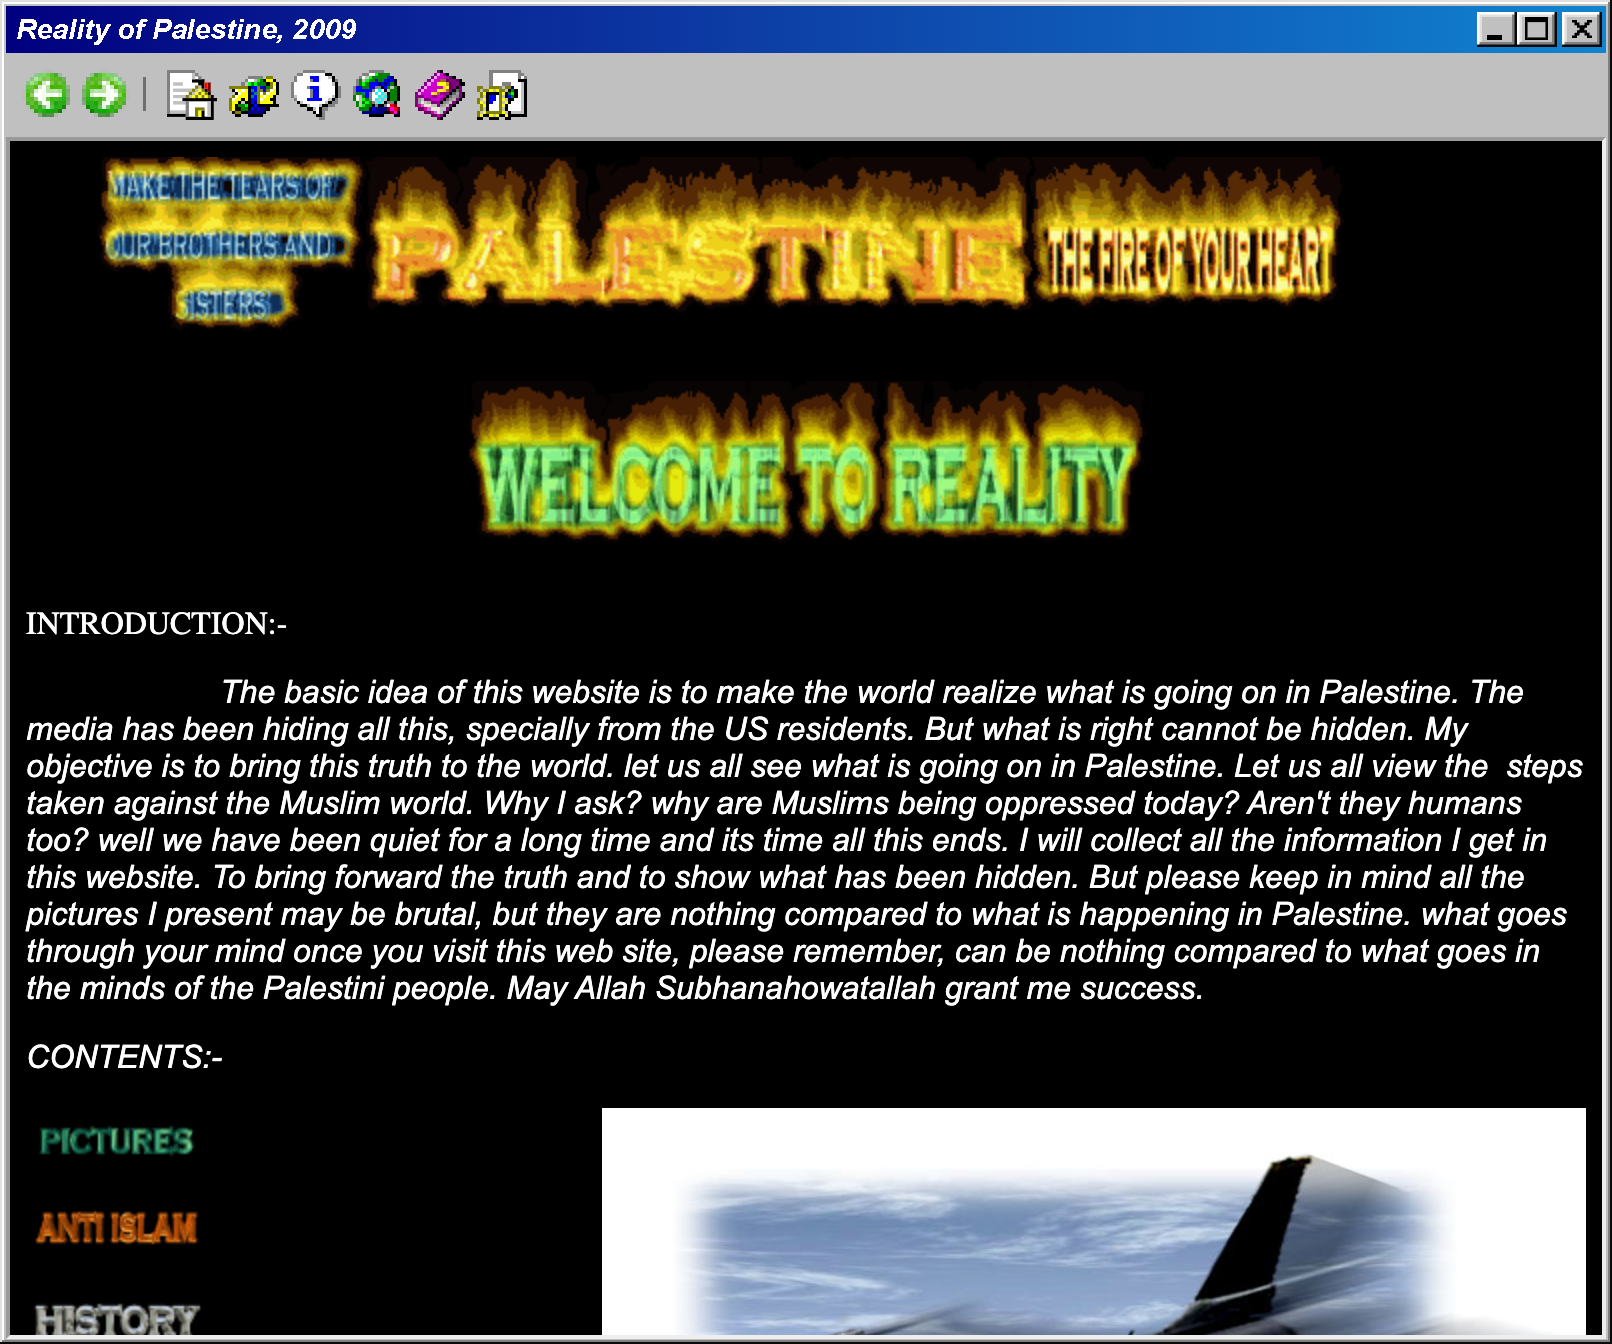 Reality of Palestine, 2009
MAKE THE TEARS OF
OUR BROTHERS AND
SISTERS
PALESTINE
THE FIRE OF YOUR HEART
WELCOME TO REALITY
INTRODUCTION:-
The basic idea of this website is to make the world realize what is going on in Palestine. The
media has been hiding all this, specially from the US residents. But what is right cannot be hidden. My
objective is to bring this truth to the world. let us all see what is going on in Palestine. Let us all view the  steps
taken against the Muslim world. Why I ask? why are Muslims being oppressed today? Aren't they humans
too? well we have been quiet for a long time and its time all this ends. I will collect all the information I get in
this website. To bring forward the truth and to show what has been hidden. But please keep in mind all the
pictures I present may be brutal, but they are nothing compared to what is happening in Palestine. what goes
through your mind once you visit this web site, please remember, can be nothing compared to what goes in
the minds of the Palestini people. May Allah Subhanahowatallah grant me success.
CONTENTS:-
PICTURES
ANTI ISLAM
HISTORY